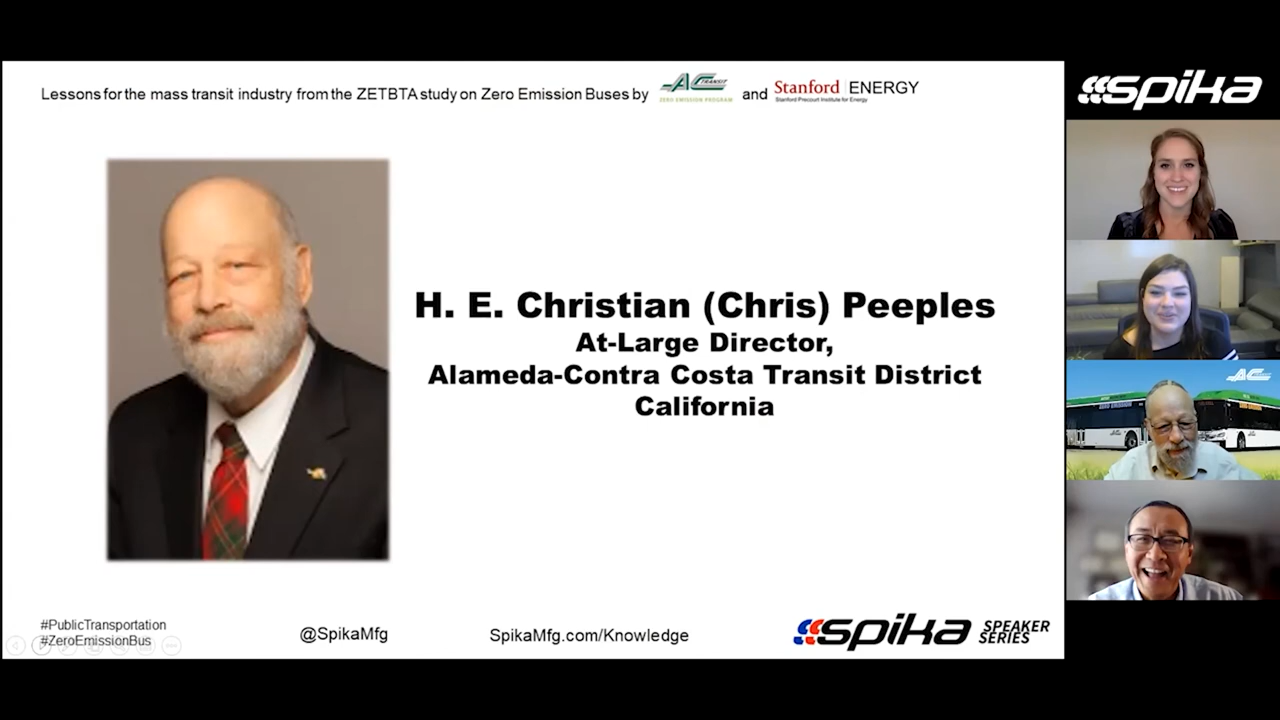 Lessons for the mass transit industry from the ZETBTA study on Zero Emission Buses by AC TRANSIT ZERO EMISSION PROGRAM and Stanford ENERGY
Stanford Precourt Institute for Energy
spika
H. E. Christian (Chris) Peeples
At-Large Director,
Alameda-Contra Costa Transit District
California
AC
ZERO EMISSION
#PublicTransportation
#ZeroEmissionBus
@SpikaMfg
SpikaMfg.com/Knowledge
spika SPEAKER
SERIES